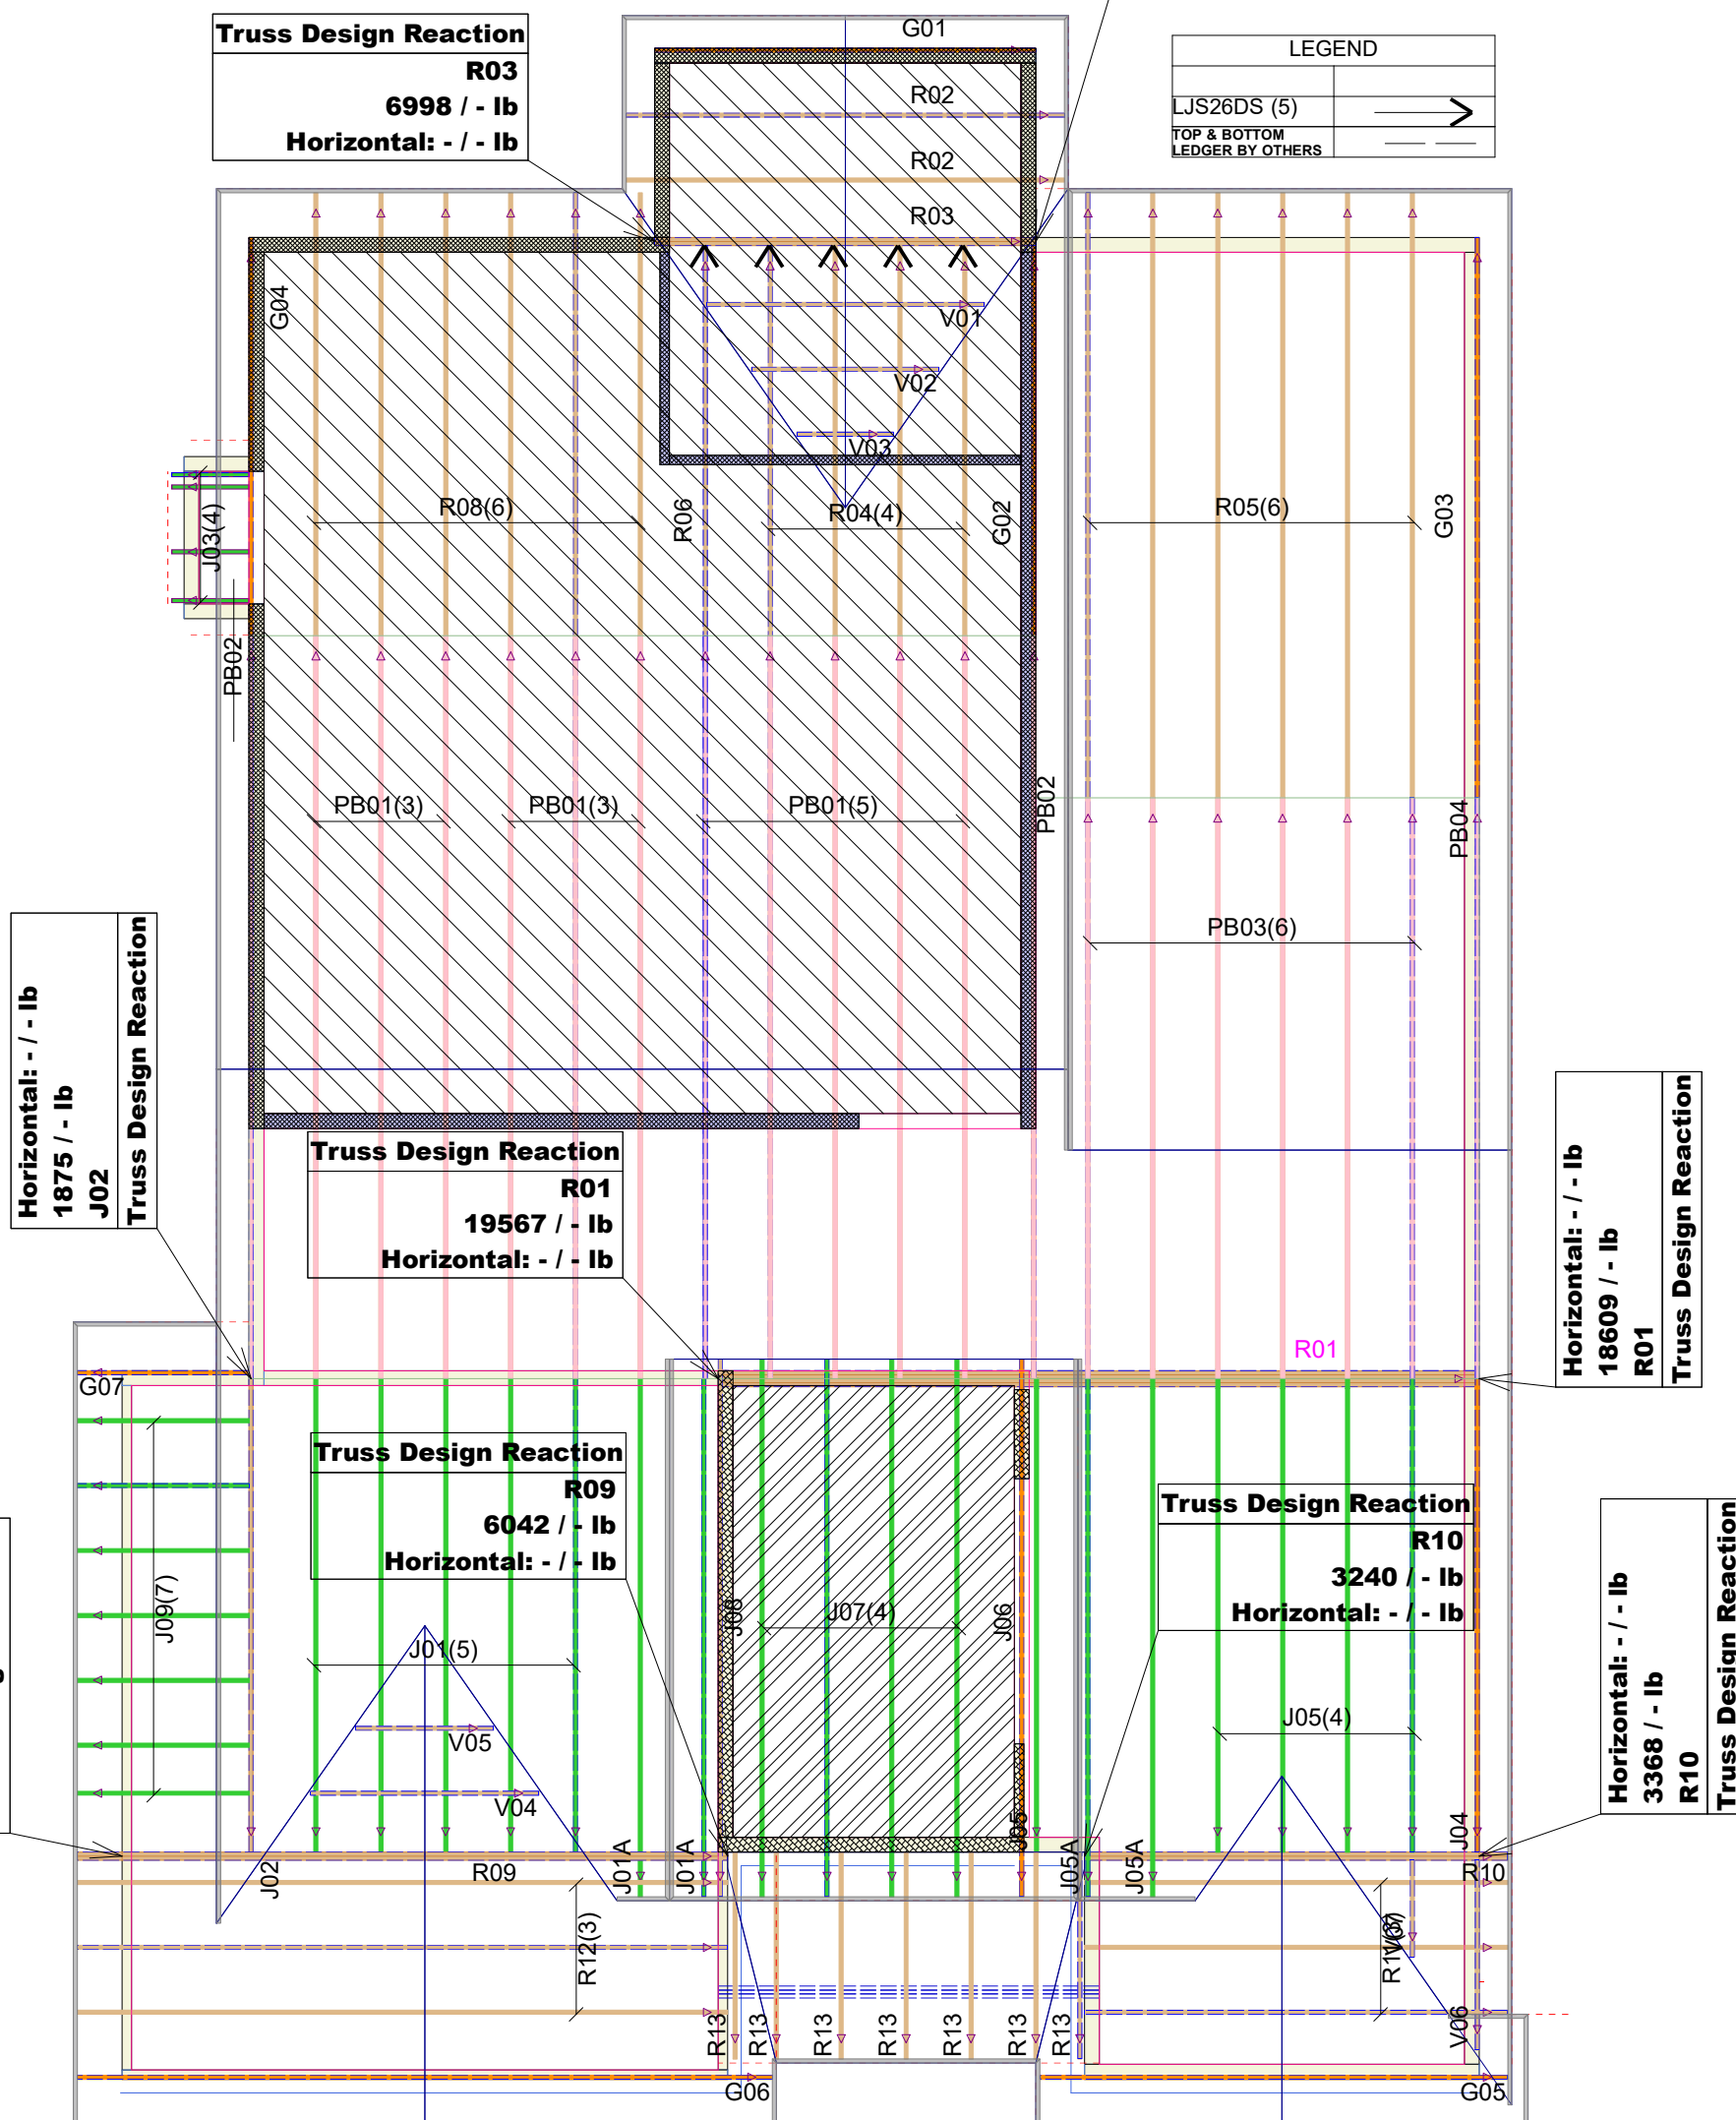 Truss Design Reaction
R03
6998 / - lb
Horizontal: - / - lb
G01
R02
R02
R03
LEGEND
LJS26DS (5)
TOP & BOTTOM
LEDGER BY OTHERS
G04
V01
V02
V03
R08(6)
R06
R04(4)
G02
R05(6)
G03
J03(4)
PB02
PB01(3)
PB01(3)
PB01(5)
PB02
PB04
PB03(6)
Truss Design Reaction
J02
1875 / - lb
Horizontal: - / - lb
Truss Design Reaction
R01
19567 / - lb
Horizontal: - / - lb
Truss Design Reaction
R01
18609 / - lb
Horizontal: - / - lb
R01
G07
Truss Design Reaction
R09
6042 / - lb
Horizontal: - / - lb
Truss Design Reaction
R10
3240 / - lb
Horizontal: - / - lb
Truss Design Reaction
R10
3368 / - lb
Horizontal: - / - lb
J09(7)
J08
J07(4)
J06
J01(5)
J05(4)
V05
V04
J02
R09
J01A
J01A
J05
J05A
J05A
J04
R10
R12(3)
R13
R13
R13
R13
R13
R13
R13
V06
G06
G05